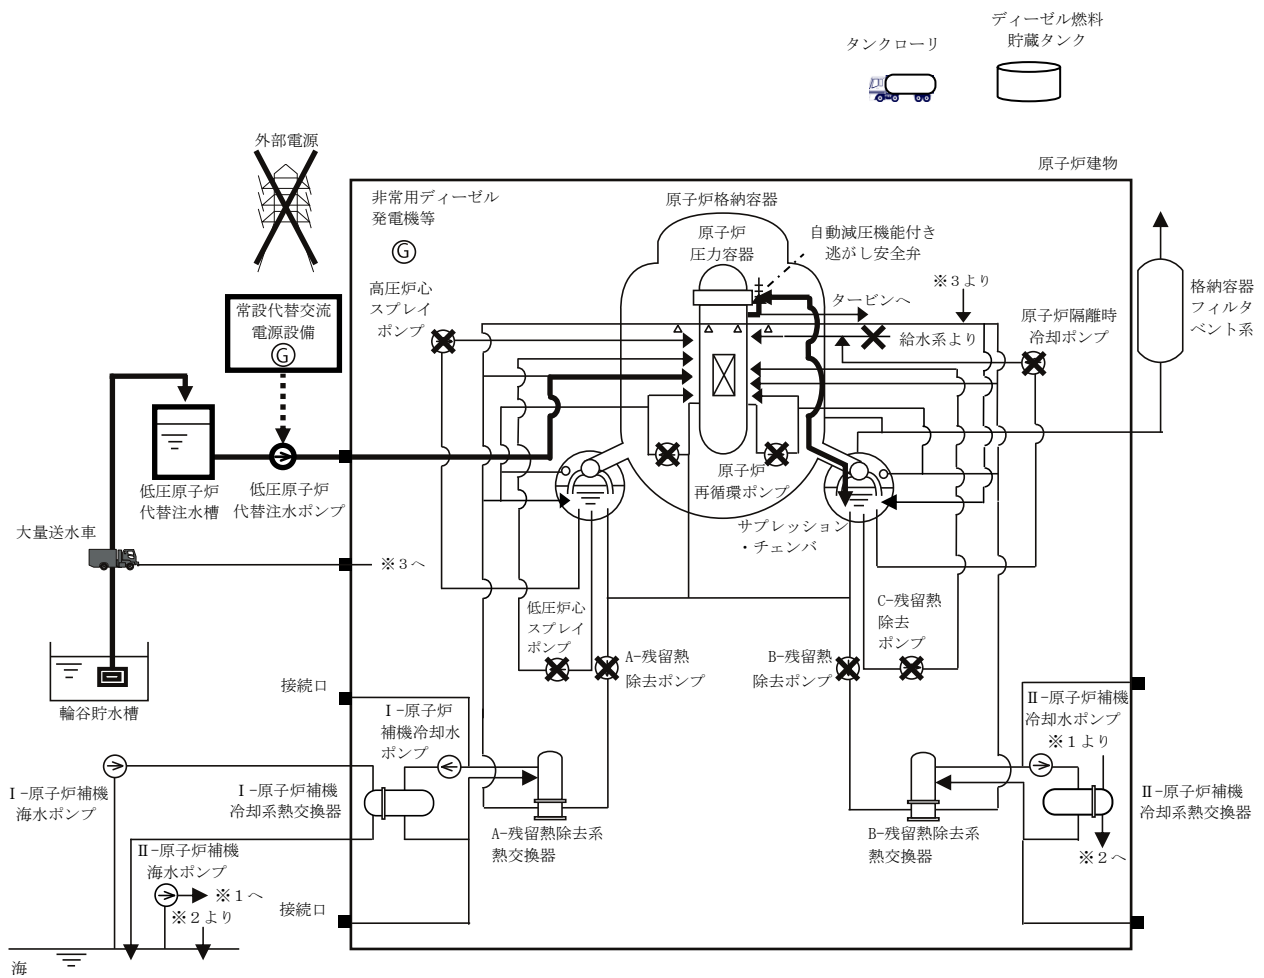 ディーゼル燃料
貯蔵タンク
タンクローリ
外部電源
原子炉建物
非常用ディーゼル
発電機等
G
原子炉格納容器
原子炉
圧力容器
自動減圧機能付き
逃がし安全弁
※3より
タービンへ
高圧炉心
スプレイ
ポンプ
常設代替交流
電源設備
G
給水系より
原子炉隔離時
冷却ポンプ
格納容器
フィルタ
ベント系
低圧原子炉
代替注水槽
低圧原子炉
代替注水ポンプ
原子炉
再循環ポンプ
サプレッション
・チェンバ
大量送水車
※3へ
低圧炉心
スプレイ
ポンプ
C-残留熱
除去
ポンプ
A-残留熱
除去ポンプ
B-残留熱
除去ポンプ
接続口
輪谷貯水槽
Ⅰ-原子炉
補機冷却水
ポンプ
Ⅱ-原子炉補機
冷却水ポンプ
※1より
Ⅰ-原子炉補機
海水ポンプ
Ⅰ-原子炉補機
冷却系熱交換器
Ⅱ-原子炉補機
冷却系熱交換器
A-残留熱除去系
熱交換器
B-残留熱除去系
熱交換器
※2へ
Ⅱ-原子炉補機
海水ポンプ
※1へ
※2より
接続口
海